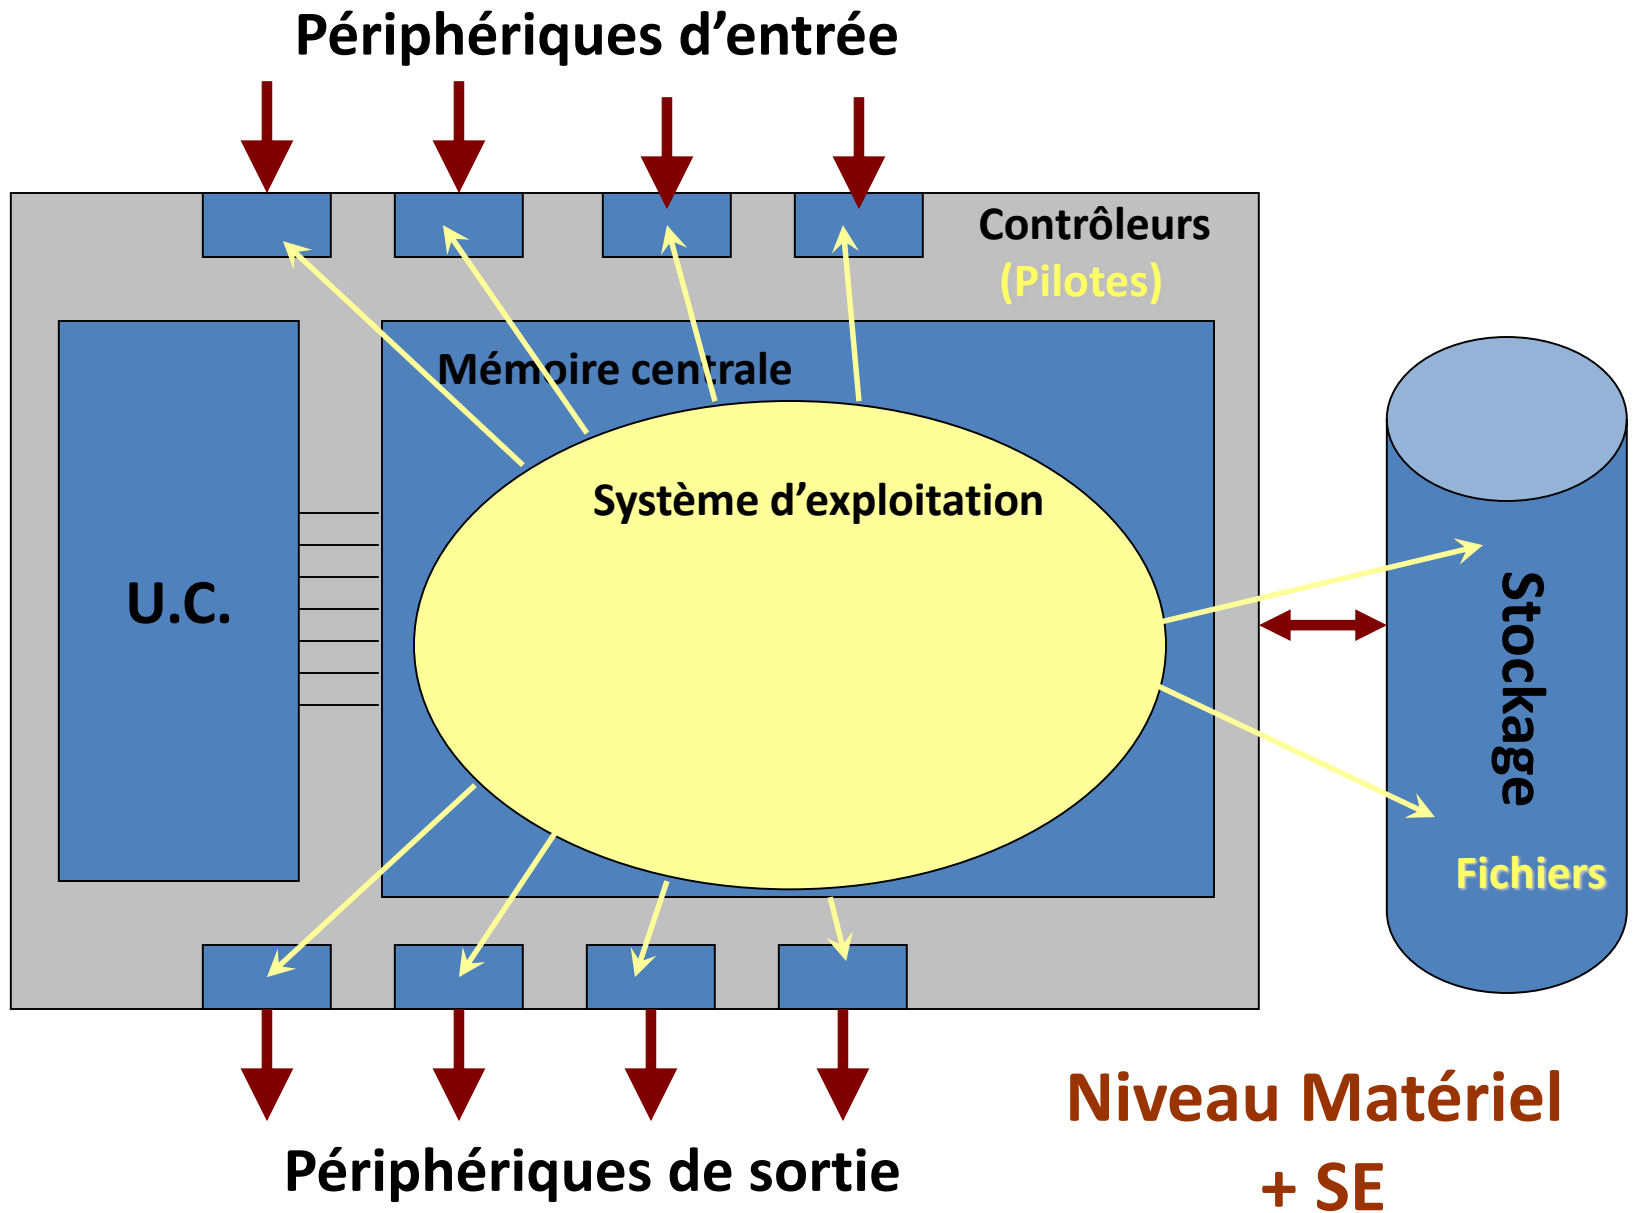 Périphériques d’entrée
Contrôleurs
(Pilotes)
Mémoire centrale
Système d’exploitation
U.C.
Stockage
Fichiers
Périphériques de sortie
Niveau Matériel
+ SE